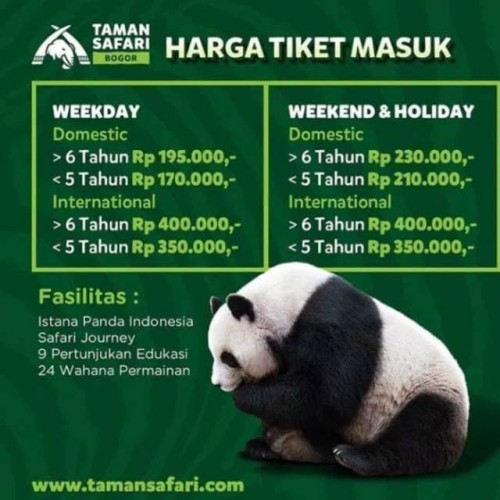 TAMAN
SAFARI
BOGOR
HARGA TIKET MASUK
WEEKDAY
Domestic
> 6 Tahun Rp 195.000,-
< 5 Tahun Rp 170.000,-
International
> 6 Tahun Rp 400.000,-
< 5 Tahun Rp 350.000,-
WEEKEND & HOLIDAY
Domestic
> 6 Tahun Rp 230.000,-
< 5 Tahun Rp 210.000,-
International
> 6 Tahun Rp 400.000,-
< 5 Tahun Rp 350.000,-
Fasilitas :
Istana Panda Indonesia
Safari Journey
9 Pertunjukan Edukasi
24 Wahana Permainan
www.tamansafari.com